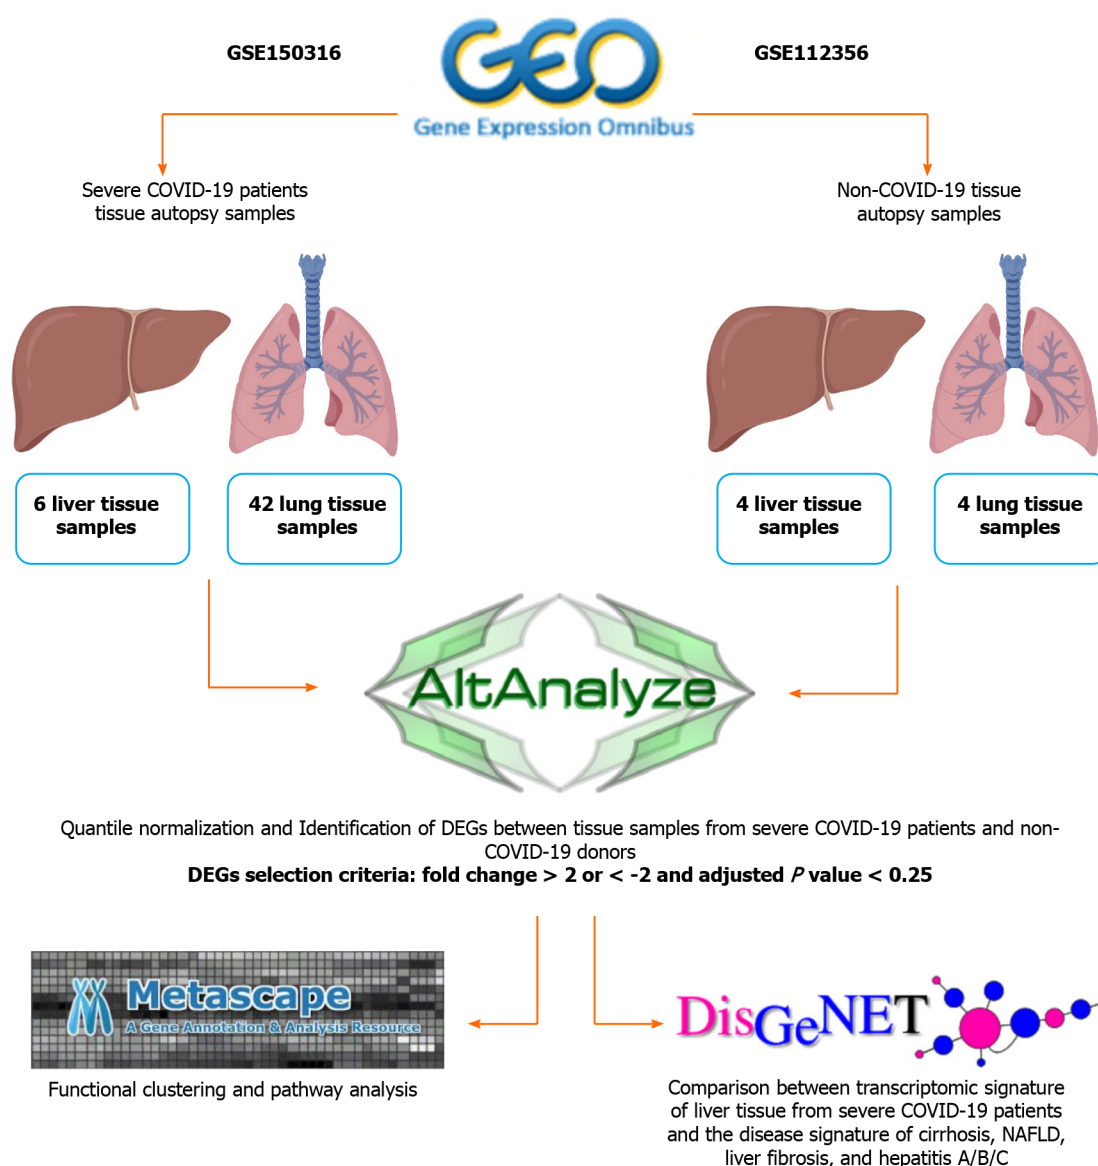 GSE150316
GEO
GSE112356
Gene Expression Omnibus
Severe COVID-19 patients
tissue autopsy samples
Non-COVID-19 tissue
autopsy samples
6 liver tissue
samples
42 lung tissue
samples
4 liver tissue
samples
4 lung tissue
samples
AltAnalyze
Quantile normalization and Identification of DEGs between tissue samples from severe COVID-19 patients and non-
COVID-19 donors
DEGs selection criteria: fold change > 2 or < -2 and adjusted P value < 0.25
Metascape
A Gene Annotation & Analysis Resource
Functional clustering and pathway analysis
DisGeNET
Comparison between transcriptomic signature
of liver tissue from severe COVID-19 patients
and the disease signature of cirrhosis, NAFLD,
liver fibrosis, and hepatitis A/B/C